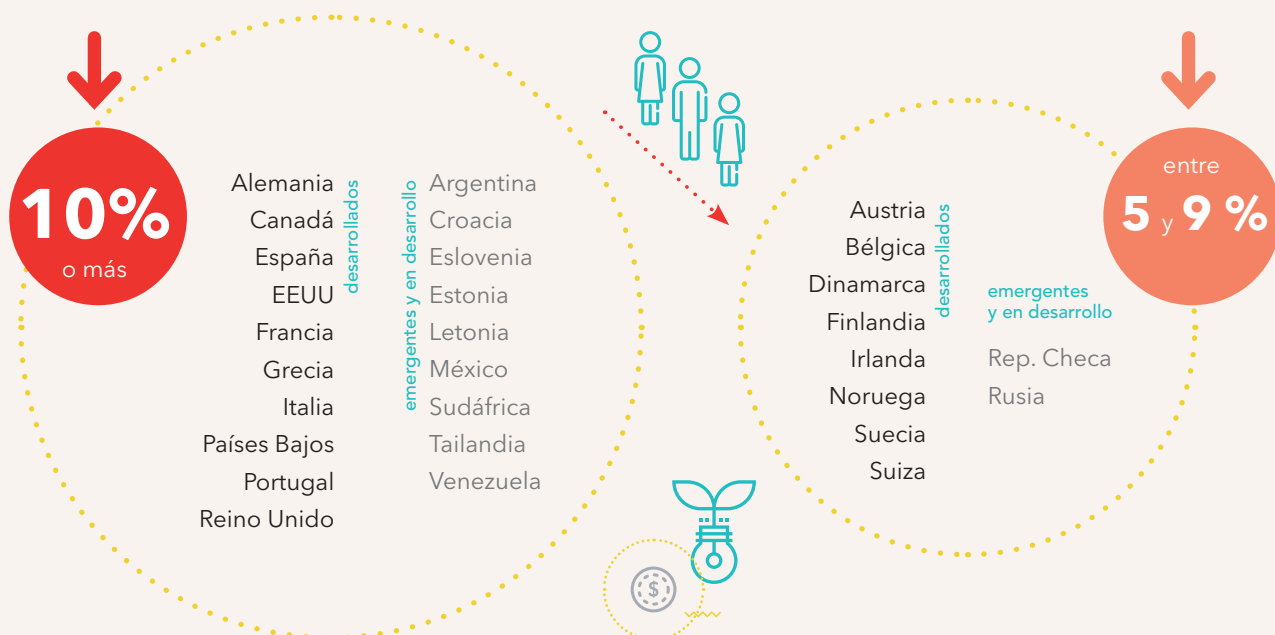 10%
o más
desarrollados
Alemania
Canadá
España
EEUU
Francia
Grecia
Italia
Países Bajos
Portugal
Reino Unido
emergentes y en desarrollo
Argentina
Croacia
Eslovenia
Estonia
Letonia
México
Sudáfrica
Tailandia
Venezuela
$
entre
5 y 9 %
desarrollados
Austria
Bélgica
Dinamarca
Finlandia
Irlanda
Noruega
Suecia
Suiza
emergentes
y en desarrollo
Rep. Checa
Rusia